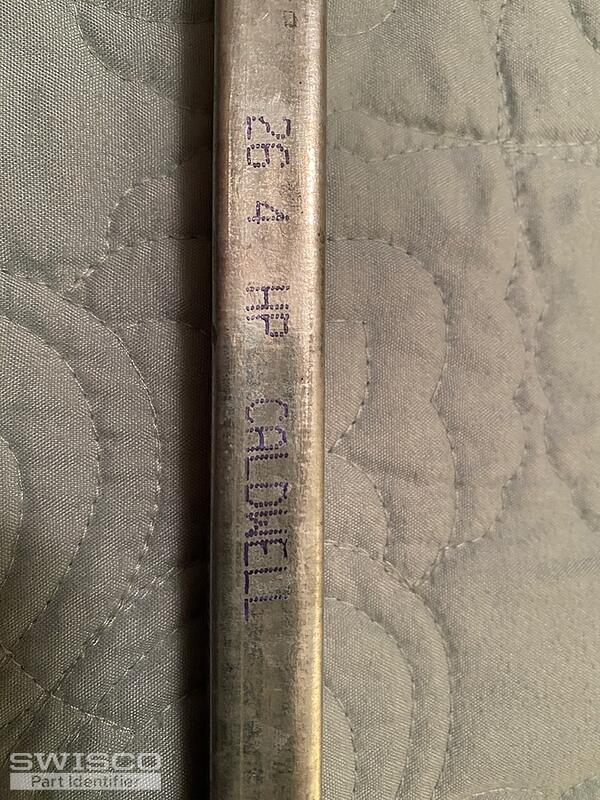 26 4 HP CALDWELL
SWISCO
Part Identifier